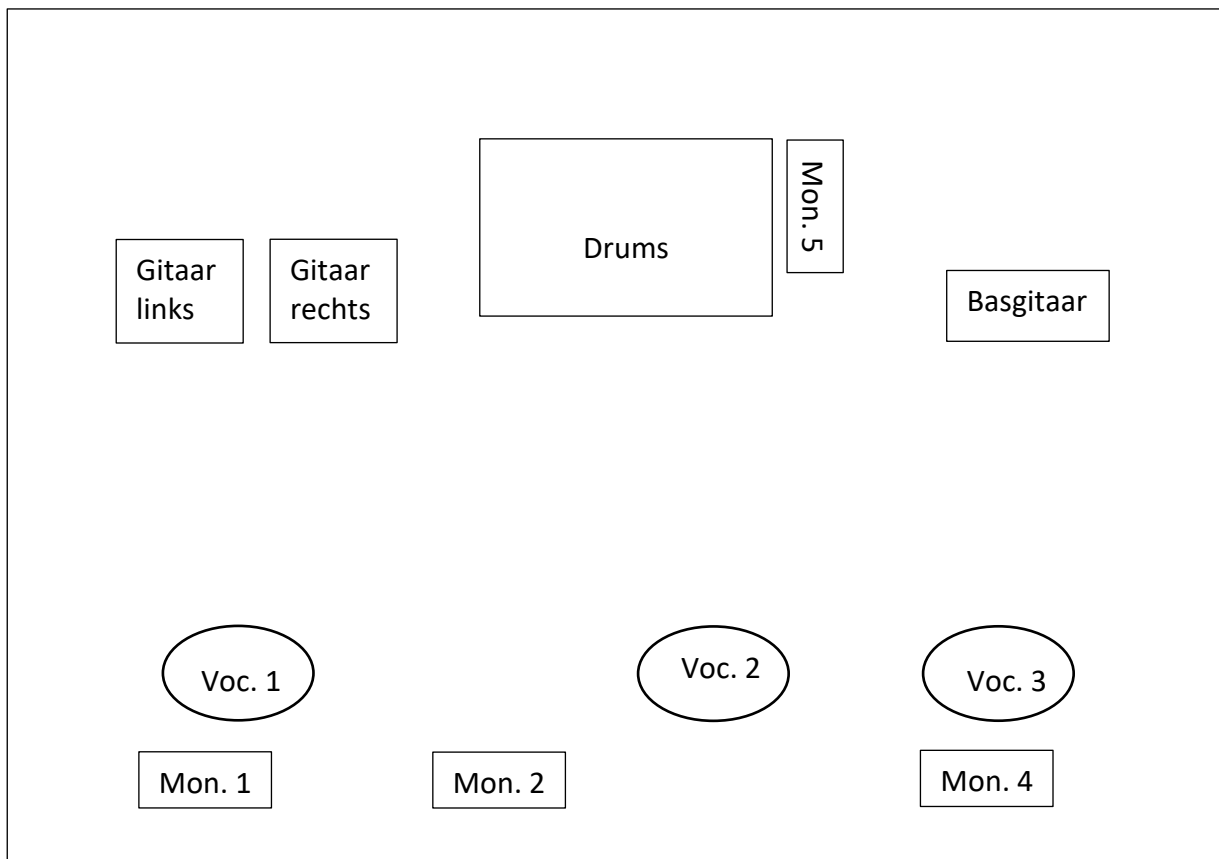 Mon. 5
Drums
Gitaar
links
Gitaar
rechts
Basgitaar
Voc. 1
Voc. 2
Voc. 3
Mon. 1
Mon. 2
Mon. 4